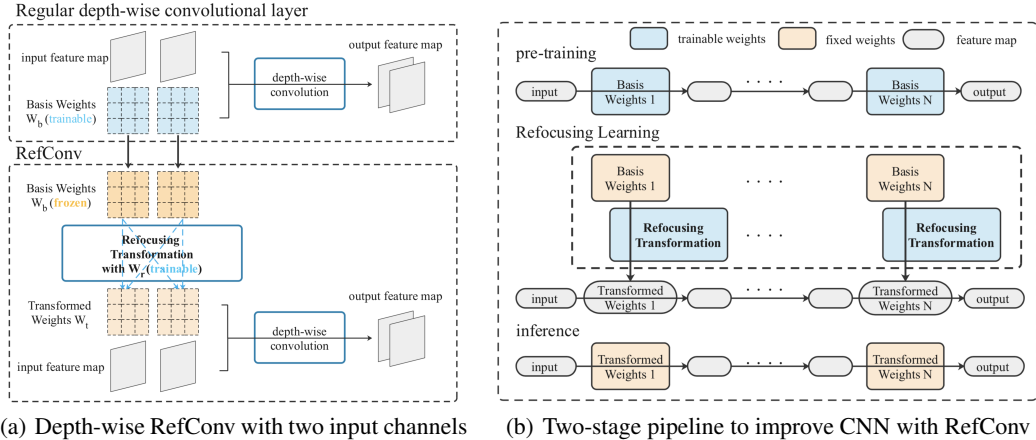 Regular depth-wise convolutional layer
input feature map
Basis Weights
W_b (trainable)
depth-wise
convolution
output feature map
RefConv
Basis Weights
W_b (frozen)
Refocusing
Transformation
with W_r (trainable)
Transformed
Weights W_t
input feature map
depth-wise
convolution
output feature map
(a) Depth-wise RefConv with two input channels
trainable weights
fixed weights
feature map
pre-training
input
Basis
Weights 1
. . . .
Basis
Weights N
output
Refocusing Learning
Basis
Weights 1
. . . .
Basis
Weights N
Refocusing
Transformation
. . . .
Refocusing
Transformation
input
Transformed
Weights 1
. . . .
Transformed
Weights N
output
inference
input
Transformed
Weights 1
. . . .
Transformed
Weights N
output
(b) Two-stage pipeline to improve CNN with RefConv